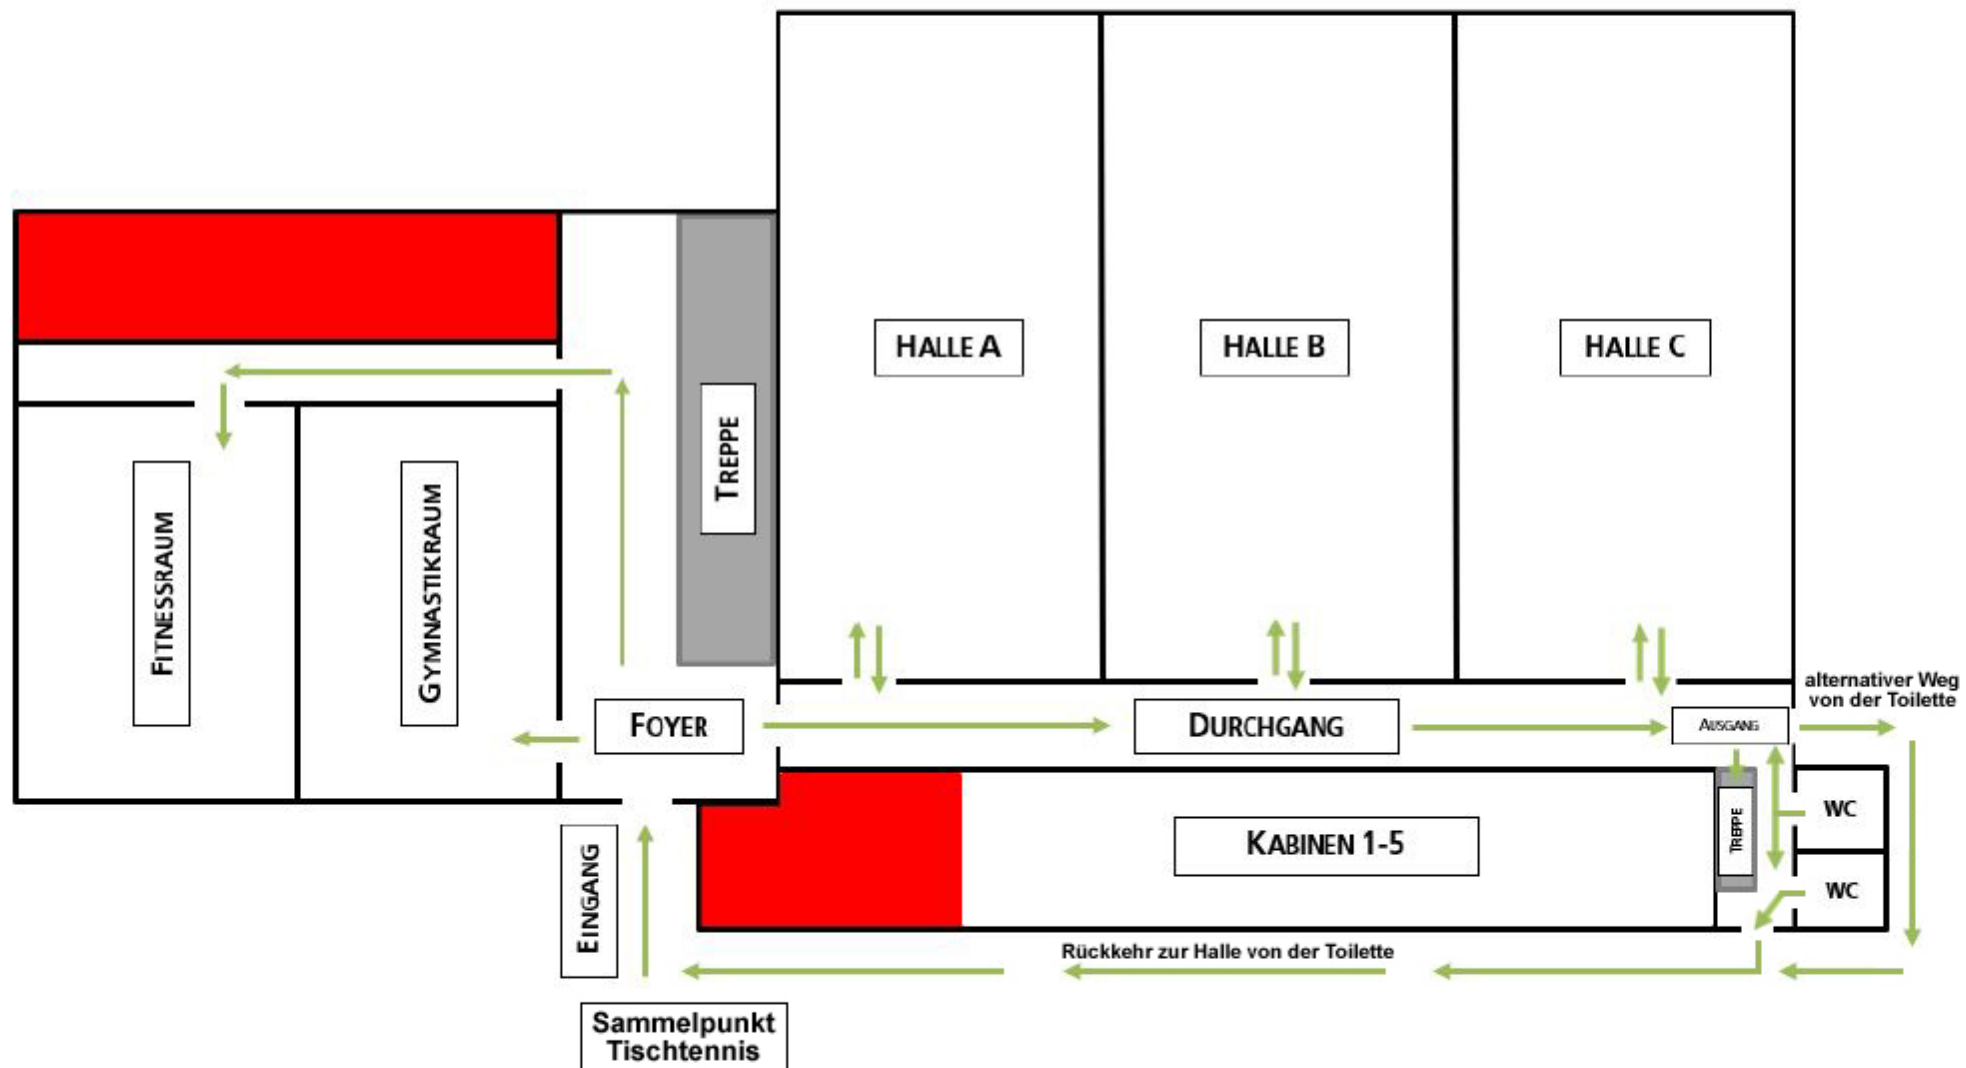 HALLE A
HALLE B
HALLE C
TREPPE
FITNESSRAUM
GYMNASTIKRAUM
alternativer Weg
von der Toilette
FOYER
DURCHGANG
AUSGANG
EINGANG
KABINEN 1-5
TREPPE
WC
WC
Rückkehr zur Halle von der Toilette
Sammelpunkt
Tischtennis